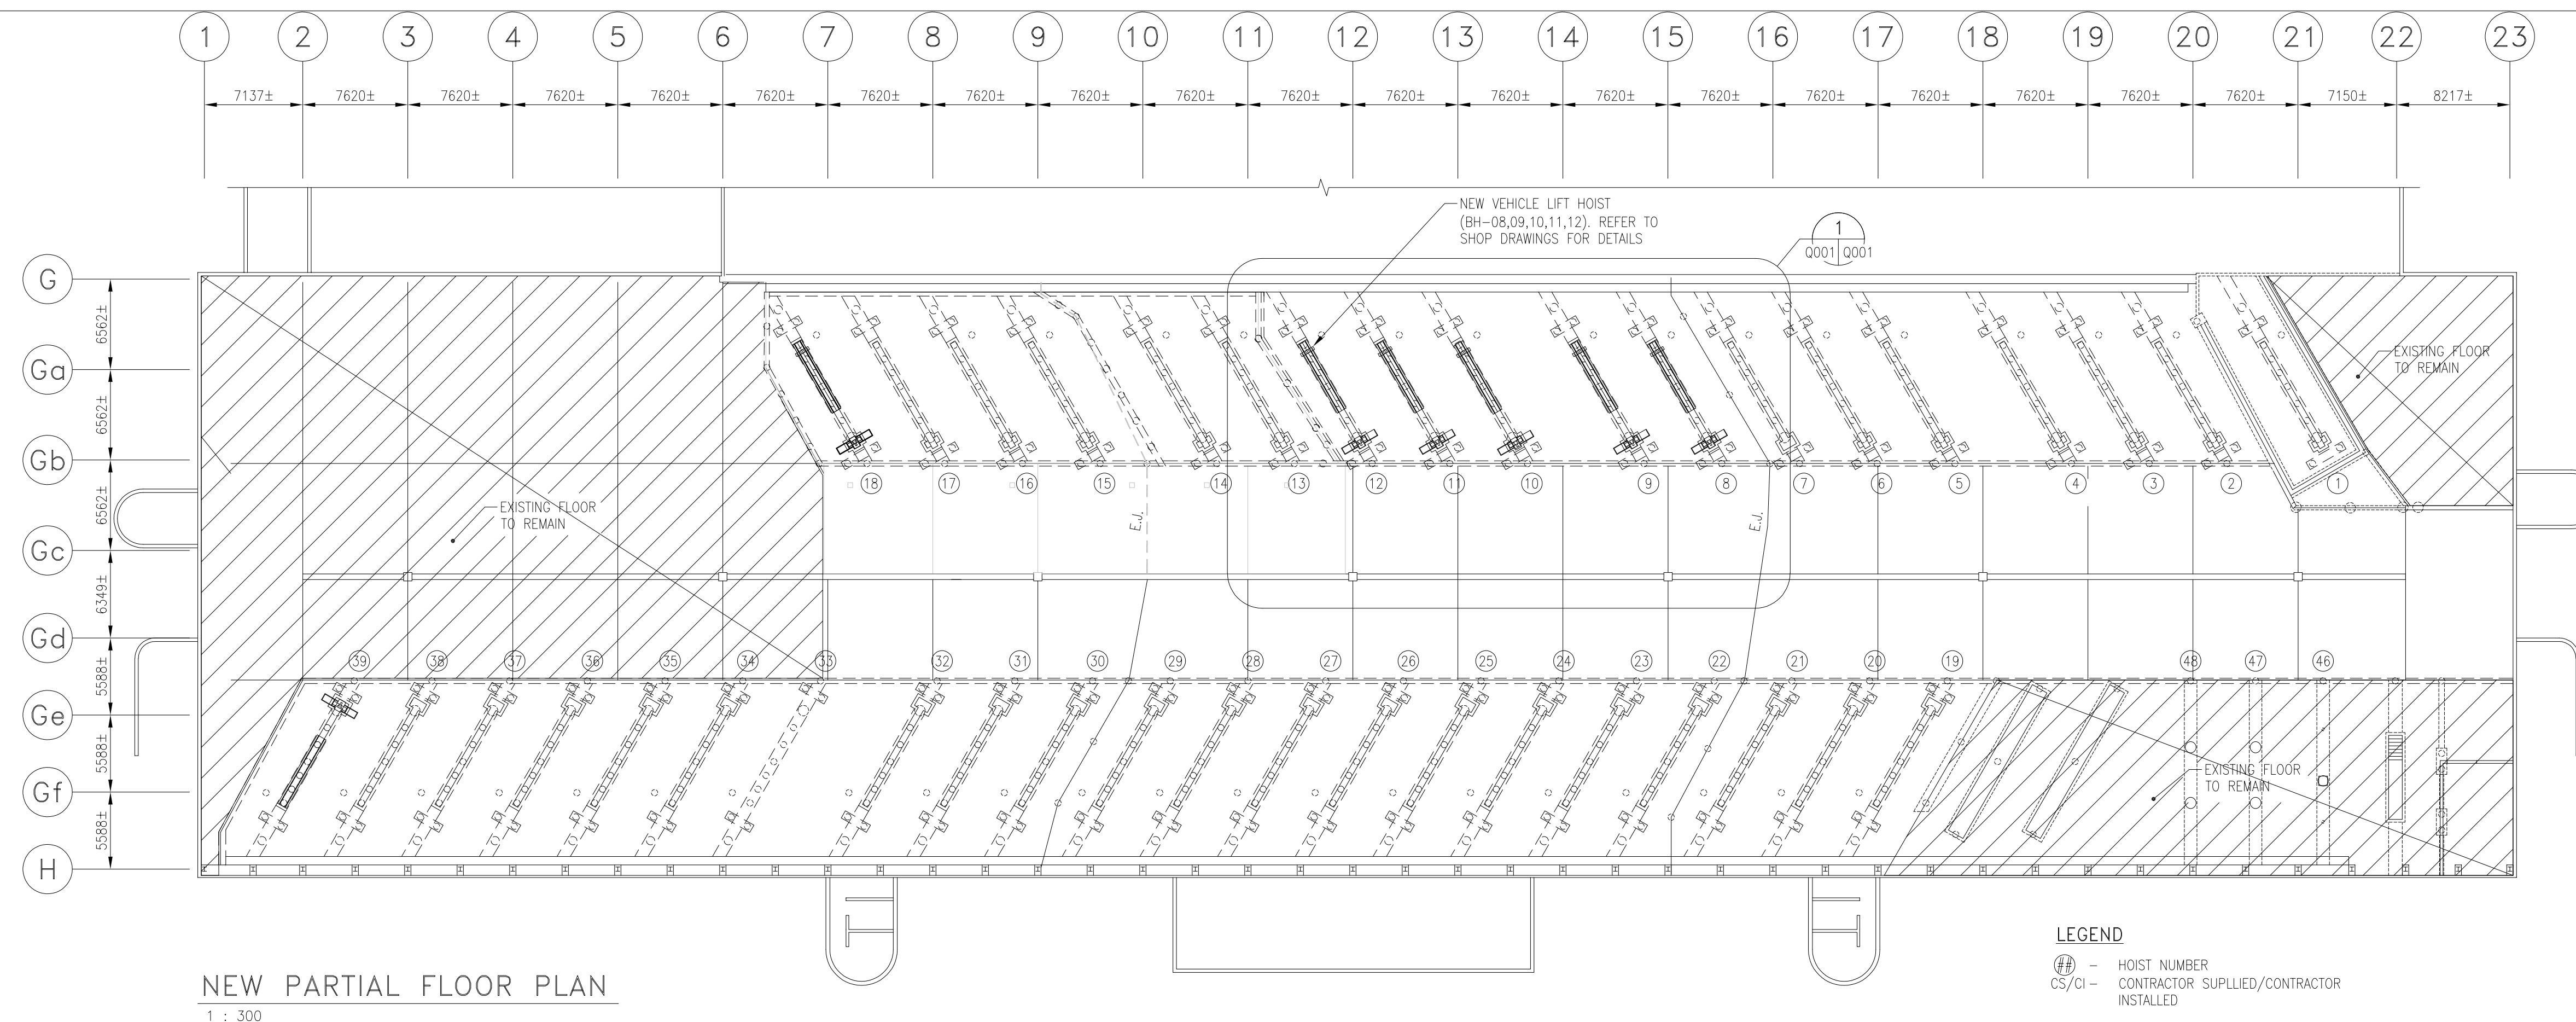 1 2 3 4 5 6 7 8 9 10 11 12 13 14 15 16 17 18 19 20 21 22 23
7137± 7620± 7620± 7620± 7620± 7620± 7620± 7620± 7620± 7620± 7620± 7620± 7620± 7620± 7620± 7620± 7620± 7620± 7620± 7620± 7150± 8217±
NEW VEHICLE LIFT HOIST
(BH-08,09,10,11,12). REFER TO
SHOP DRAWINGS FOR DETAILS
1
Q001 Q001
G
6562±
Ga
6562±
Gb
6562±
Gc
6349±
Gd
5588±
Ge
5588±
Gf
5588±
H
EXISTING FLOOR
TO REMAIN
18 17 16 15 14 13 12 11 10 9 8 7 6 5 4 3 2 1
EXISTING FLOOR
TO REMAIN
E.J.
E.J.
39 38 37 36 35 34 33 32 31 30 29 28 27 26 25 24 23 22 21 20 19 48 47 46
EXISTING FLOOR
TO REMAIN
LEGEND
## - HOIST NUMBER
CS/CI - CONTRACTOR SUPLLIED/CONTRACTOR
INSTALLED
NEW PARTIAL FLOOR PLAN
1 : 300